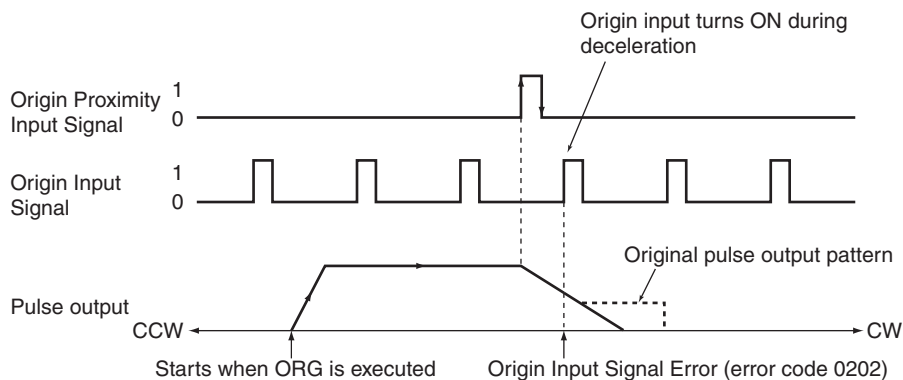 Origin input turns ON during
deceleration
Origin Proximity
Input Signal
1
0
Origin Input
Signal
1
0
Original pulse output pattern
Pulse output
CCW
CW
Starts when ORG is executed
Origin Input Signal Error (error code 0202)